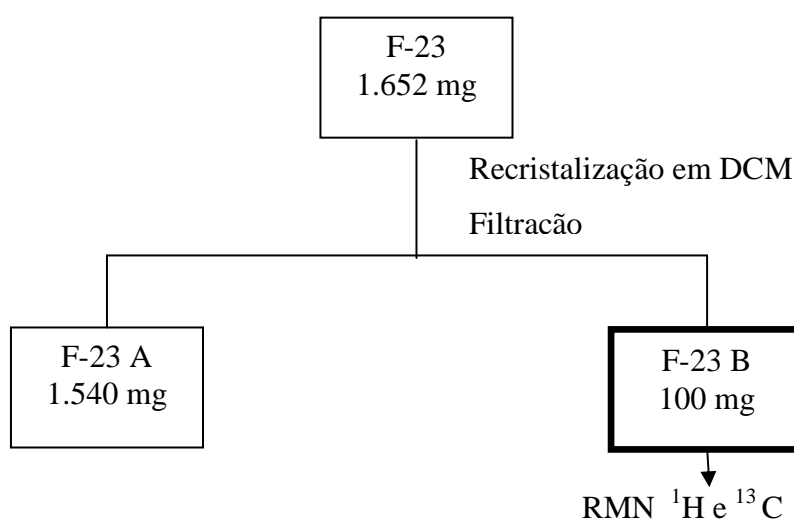 F-23
1.652 mg
Recristalização em DCM
Filtracão
F-23 A
1.540 mg
F-23 B
100 mg
RMN ¹H e ¹³C